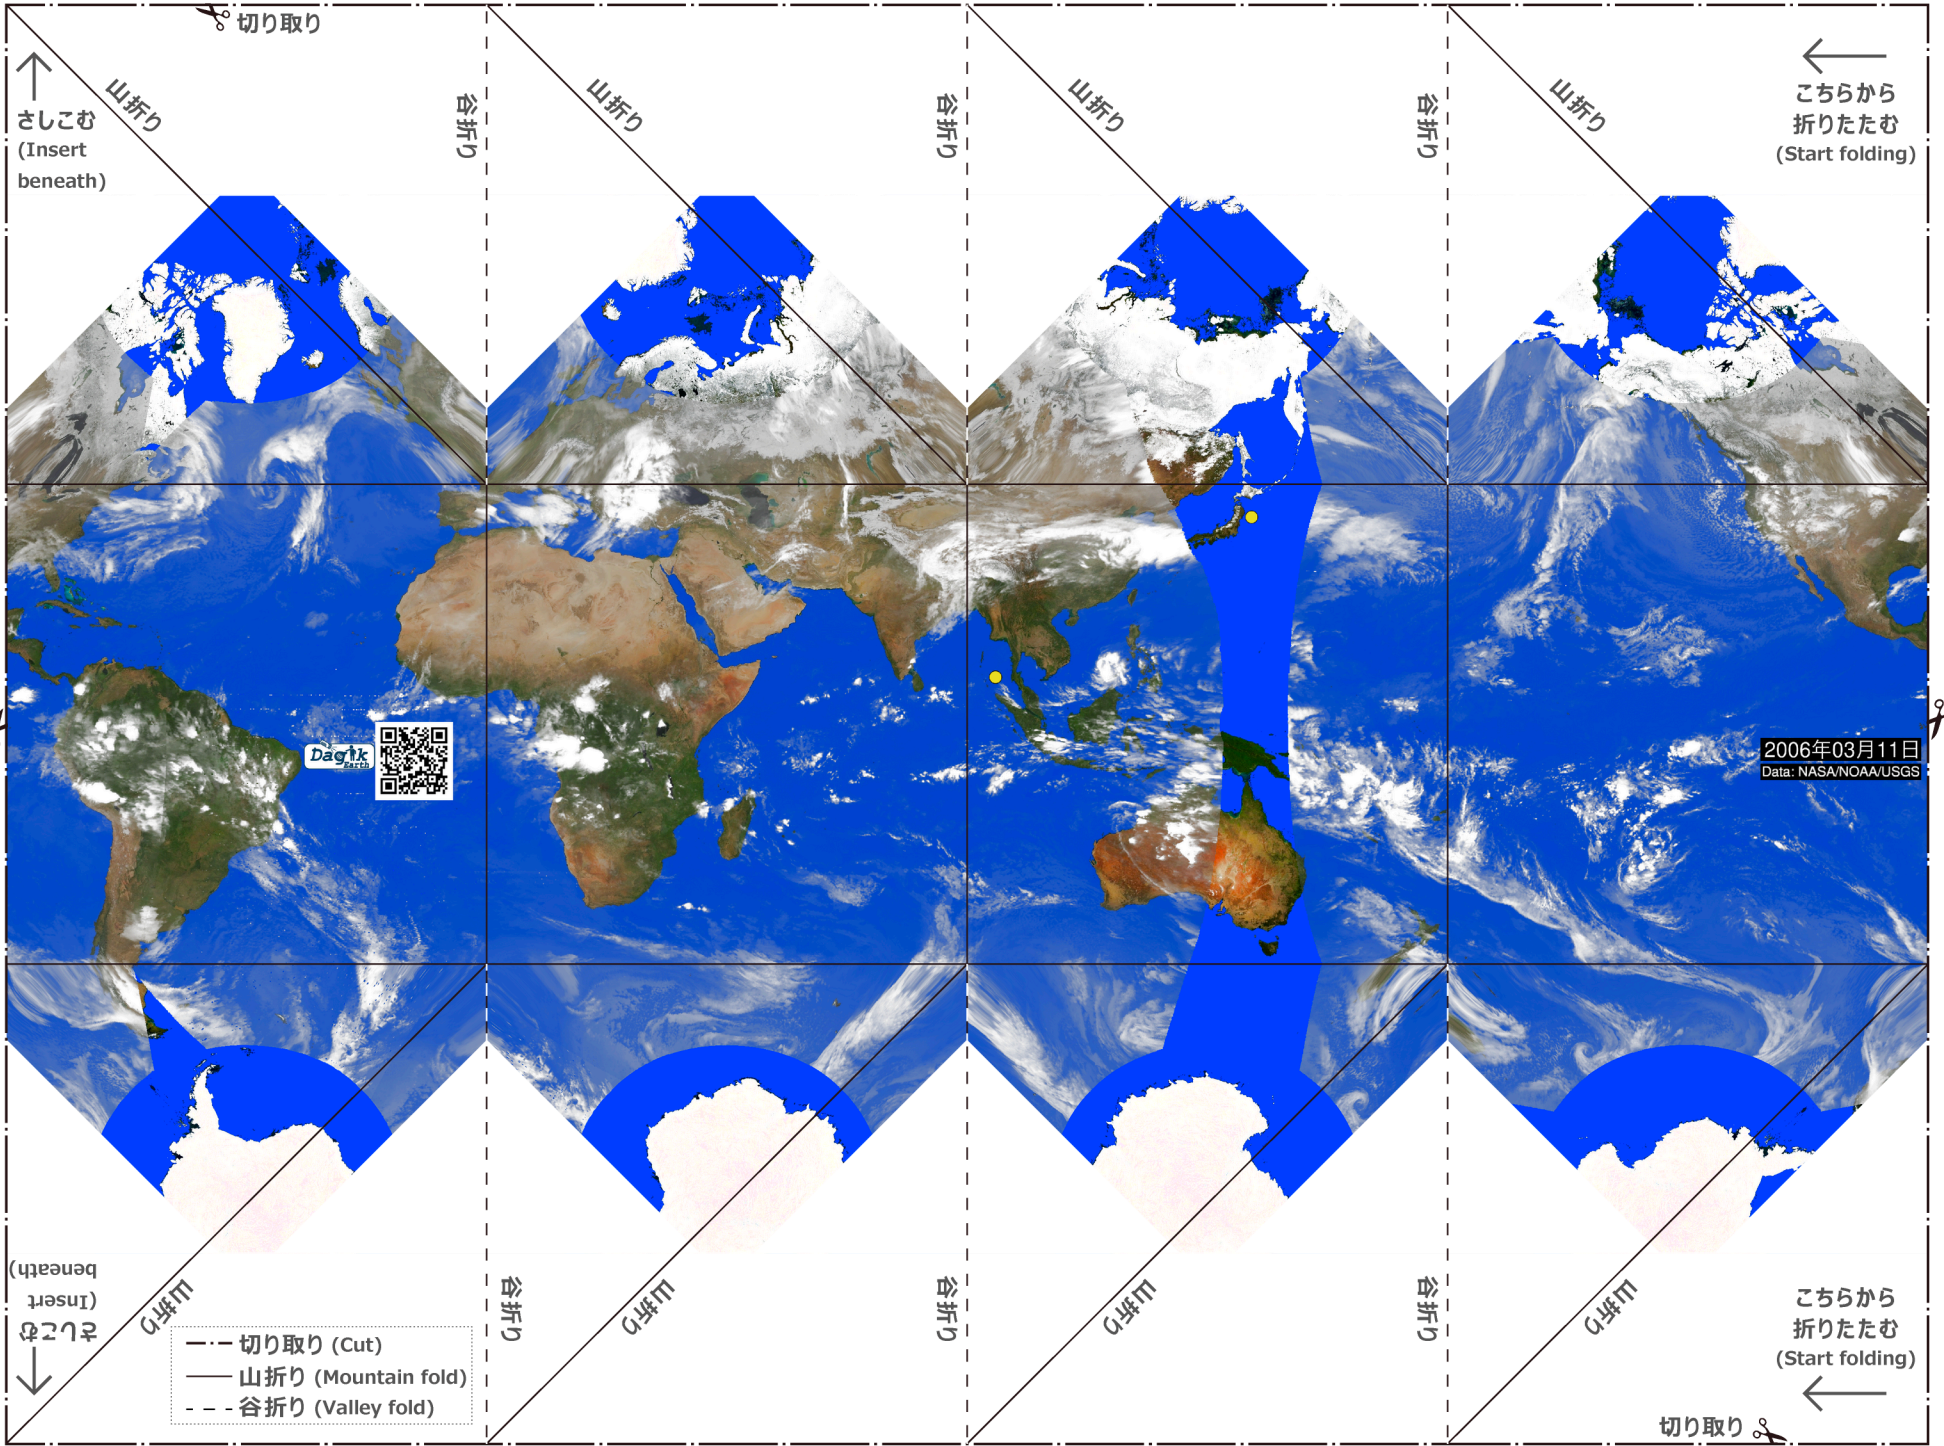 切り取り
さしこむ
(Insert
beneath)
山折り
谷折り
山折り
谷折り
山折り
谷折り
山折り
こちらから
折りたたむ
(Start folding)
Dagik
Earth
2006年03月11日
Data: NASA/NOAA/USGS
さしこむ
(Insert
beneath)
山折り
谷折り
山折り
谷折り
山折り
谷折り
山折り
こちらから
折りたたむ
(Start folding)
切り取り (Cut)
山折り (Mountain fold)
谷折り (Valley fold)
切り取り